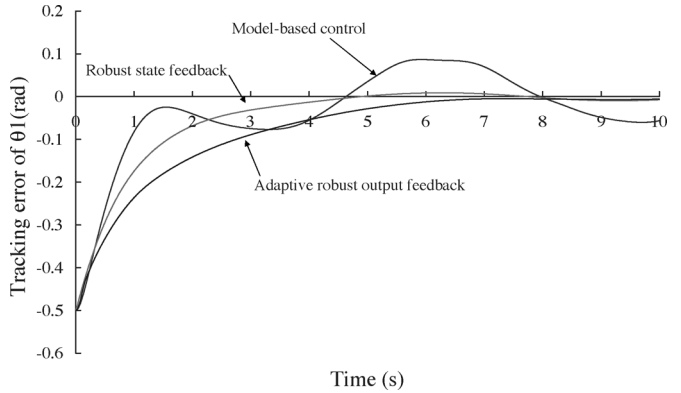 0.2
Model-based control
0.1
Robust state feedback
0
0 1 2 3 4 5 6 7 8 9 10
-0.1
Adaptive robust output feedback
-0.2
-0.3
-0.4
-0.5
-0.6
Tracking error of θ1(rad)
Time (s)